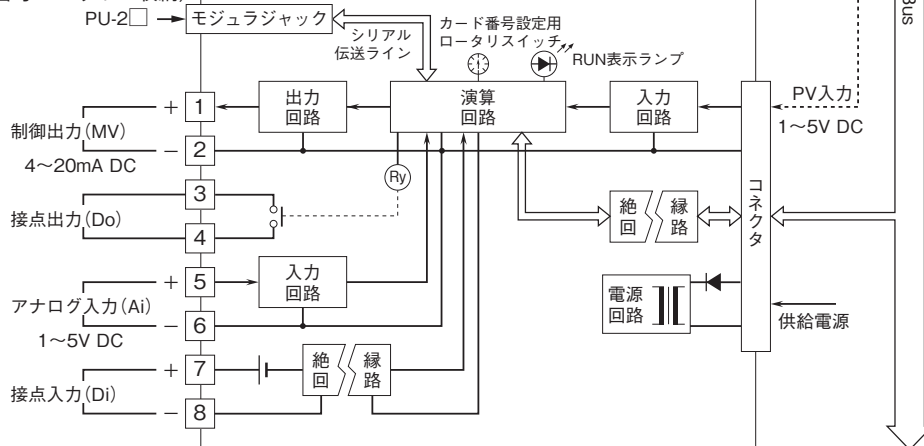 PU-2□
モジュラジャック
シリアル
伝送ライン
カード番号設定用
ロータリスイッチ
RUN表示ランプ
Bus
制御出力(MV)
4〜20mA DC
+
1
−
2
出力
回路
演算
回路
入力
回路
PV入力
1〜5V DC
接点出力(Do)
3
4
Ry
絶
回
縁
路
コネクタ
アナログ入力(Ai)
1〜5V DC
+
5
−
6
入力
回路
電源
回路
供給電源
接点入力(Di)
+
7
−
8
絶
回
縁
路